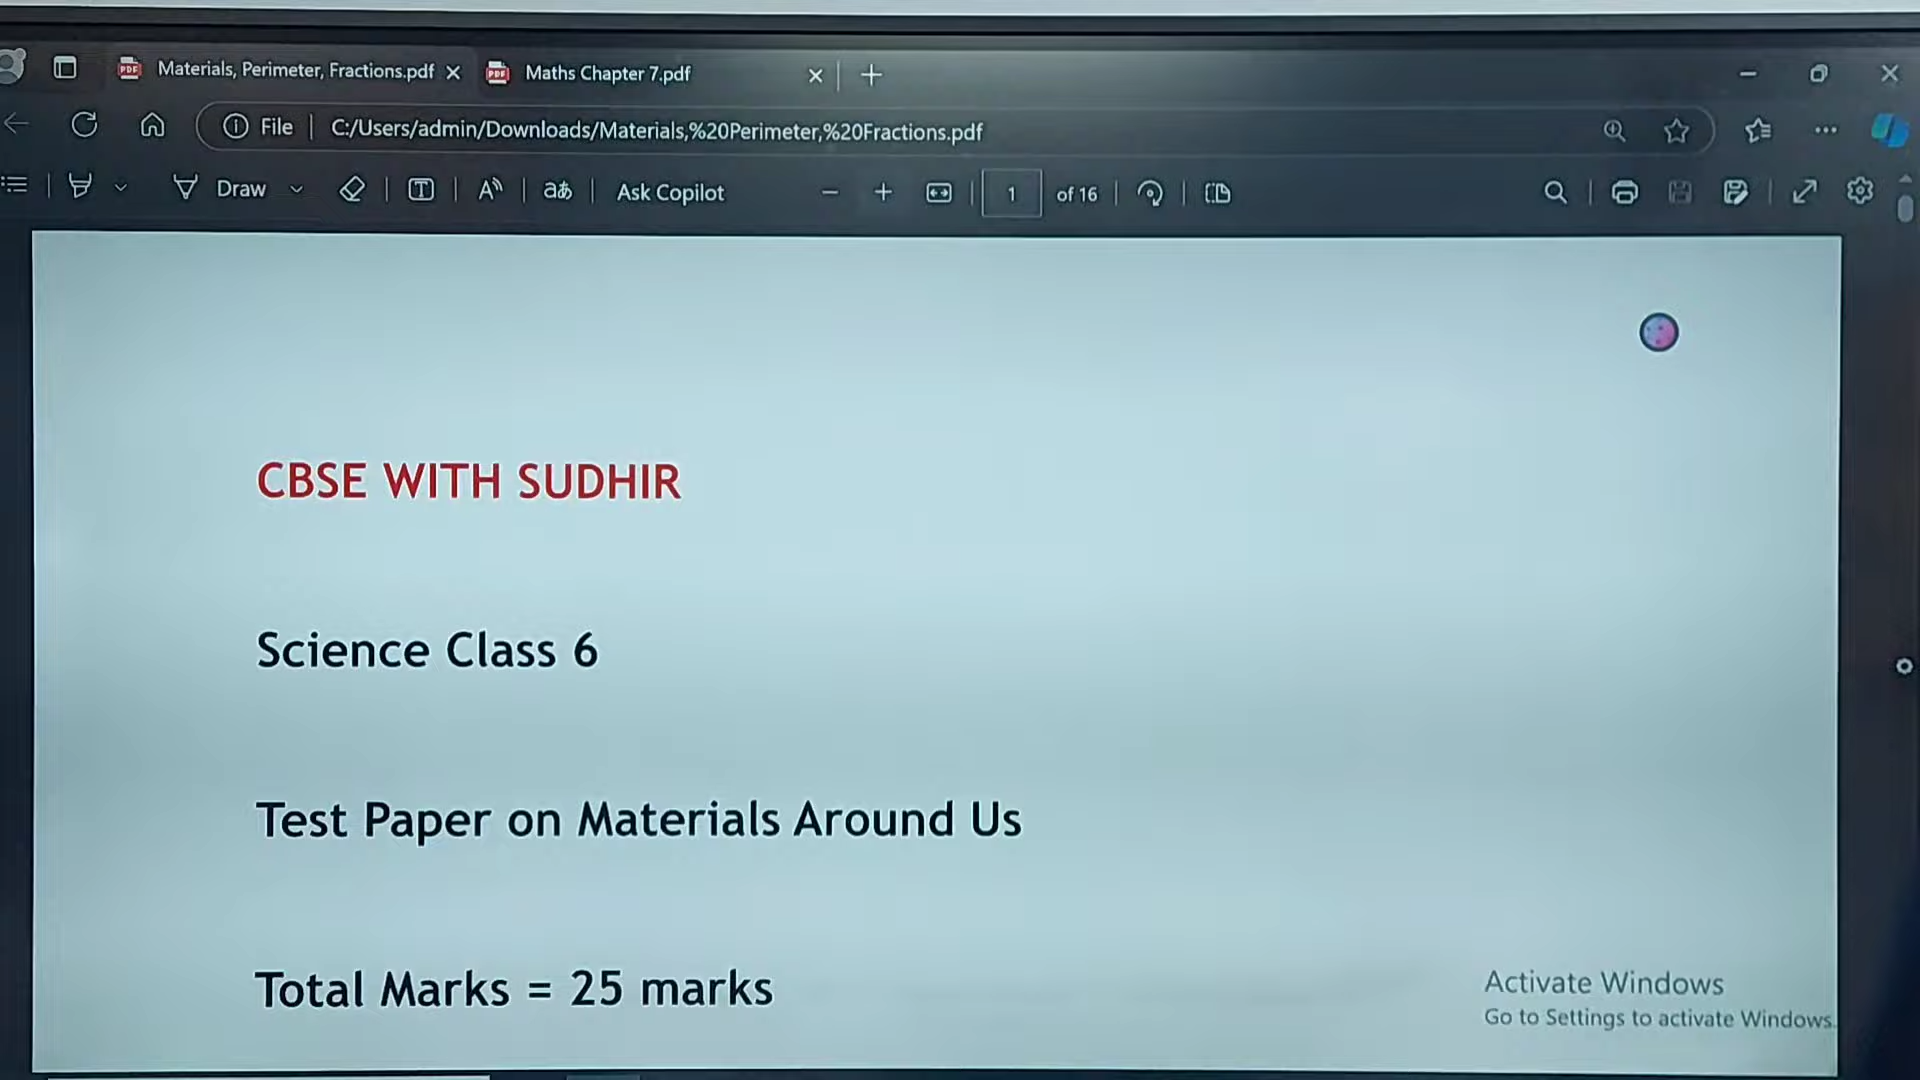 Materials, Perimeter, Fractions.pdf
Maths Chapter 7.pdf
File
C:/Users/admin/Downloads/Materials,%20Perimeter,%20Fractions.pdf
Draw
aあ
Ask Copilot
1
of 16
CBSE WITH SUDHIR
Science Class 6
Test Paper on Materials Around Us
Total Marks = 25 marks
Activate Windows
Go to Settings to activate Windows.